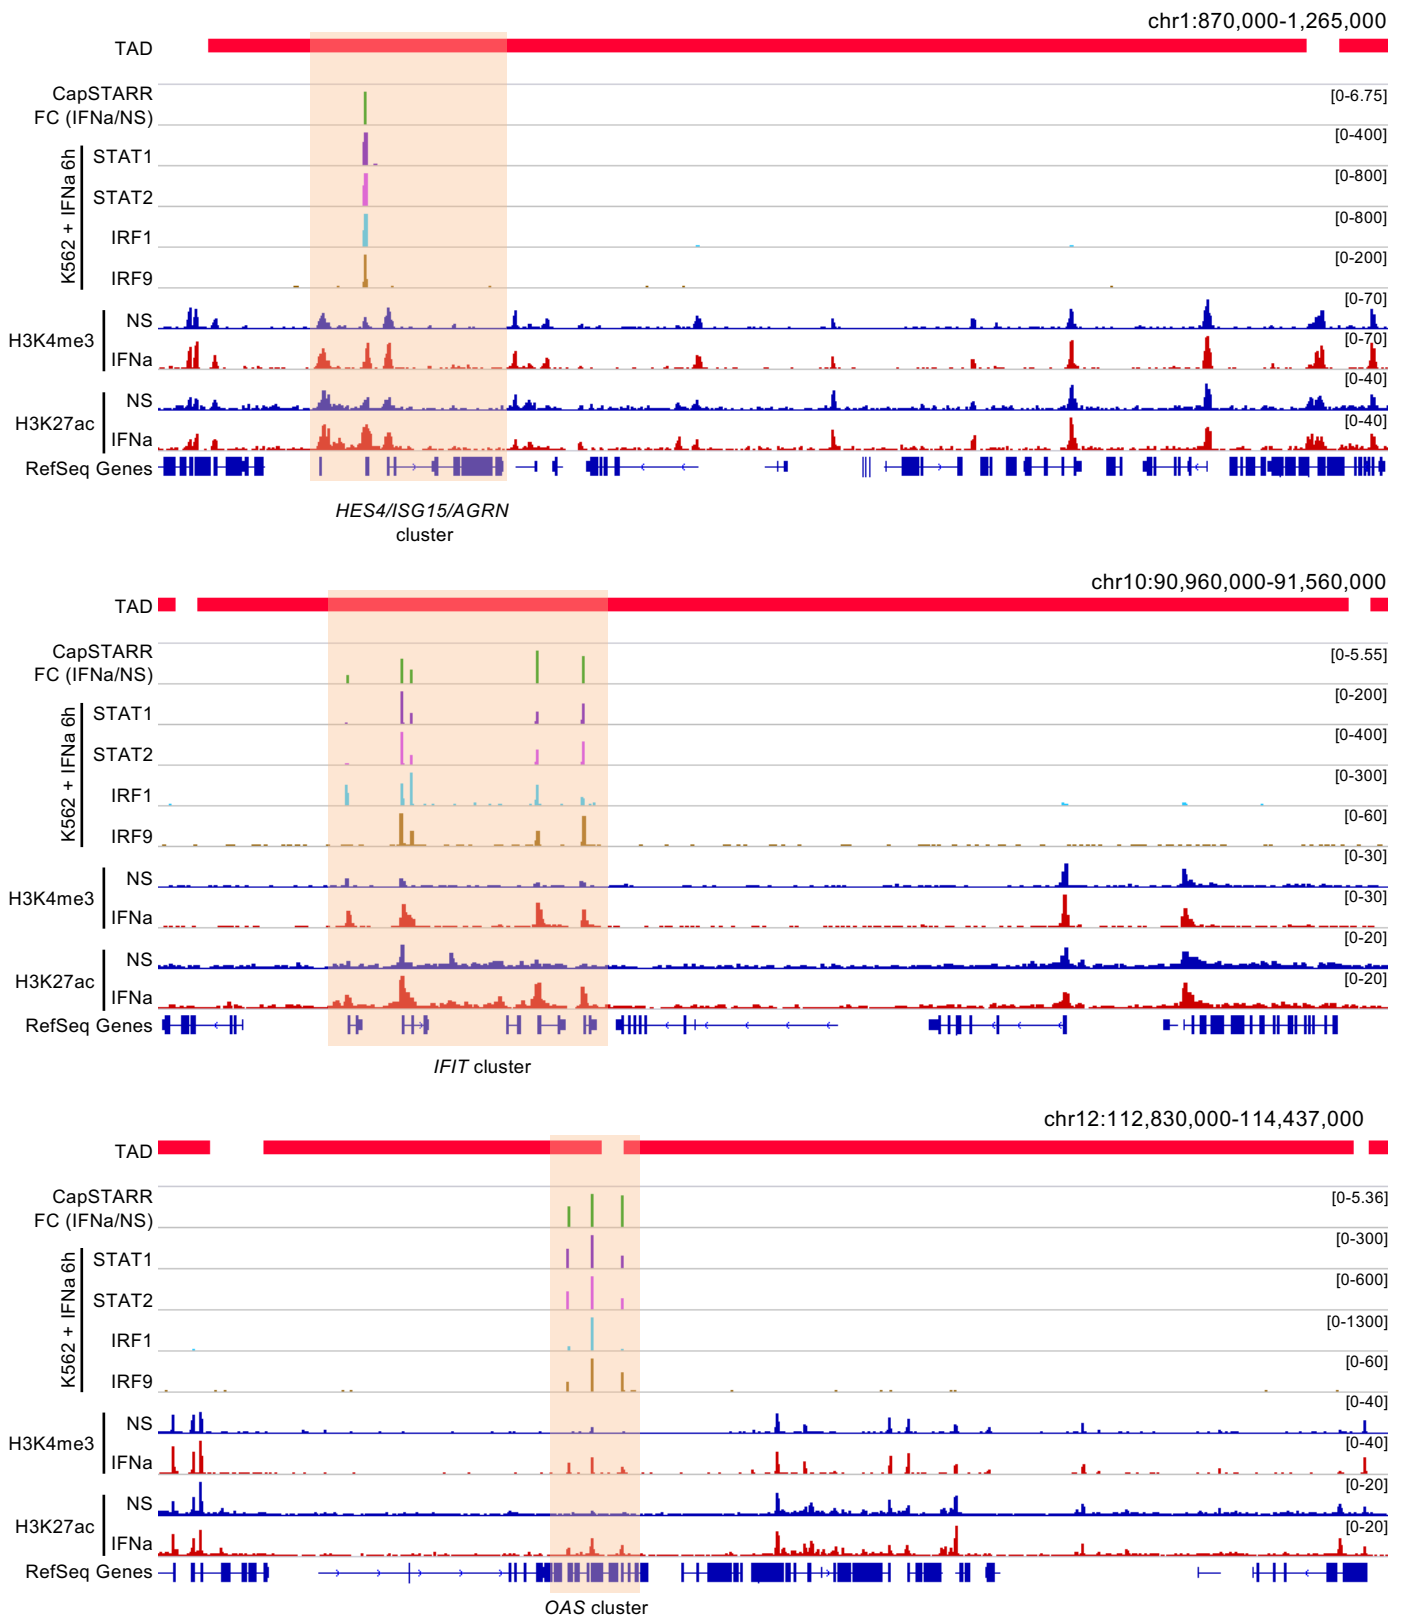 chr1:870,000-1,265,000
TAD
CapSTARR
FC (IFNa/NS)
[0-6.75]
K562 + IFNa 6h
STAT1
[0-400]
STAT2
[0-800]
IRF1
[0-800]
IRF9
[0-200]
H3K4me3
NS
[0-70]
IFNa
[0-70]
H3K27ac
NS
[0-40]
IFNa
[0-40]
RefSeq Genes
HES4/ISG15/AGRN
cluster
chr10:90,960,000-91,560,000
TAD
CapSTARR
FC (IFNa/NS)
[0-5.55]
K562 + IFNa 6h
STAT1
[0-200]
STAT2
[0-400]
IRF1
[0-300]
IRF9
[0-60]
H3K4me3
NS
[0-30]
IFNa
[0-30]
H3K27ac
NS
[0-20]
IFNa
[0-20]
RefSeq Genes
IFIT cluster
chr12:112,830,000-114,437,000
TAD
CapSTARR
FC (IFNa/NS)
[0-5.36]
K562 + IFNa 6h
STAT1
[0-300]
STAT2
[0-600]
IRF1
[0-1300]
IRF9
[0-60]
H3K4me3
NS
[0-40]
IFNa
[0-40]
H3K27ac
NS
[0-20]
IFNa
[0-20]
RefSeq Genes
OAS cluster